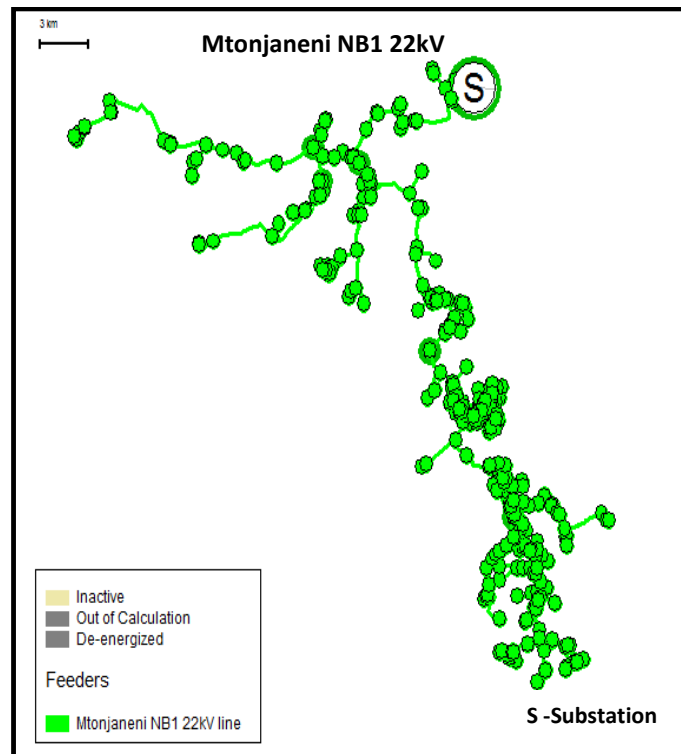 3 km
Mtonjaneni NB1 22kV
S
Inactive
Out of Calculation
De-energized
Feeders
Mtonjaneni NB1 22kV line
S -Substation